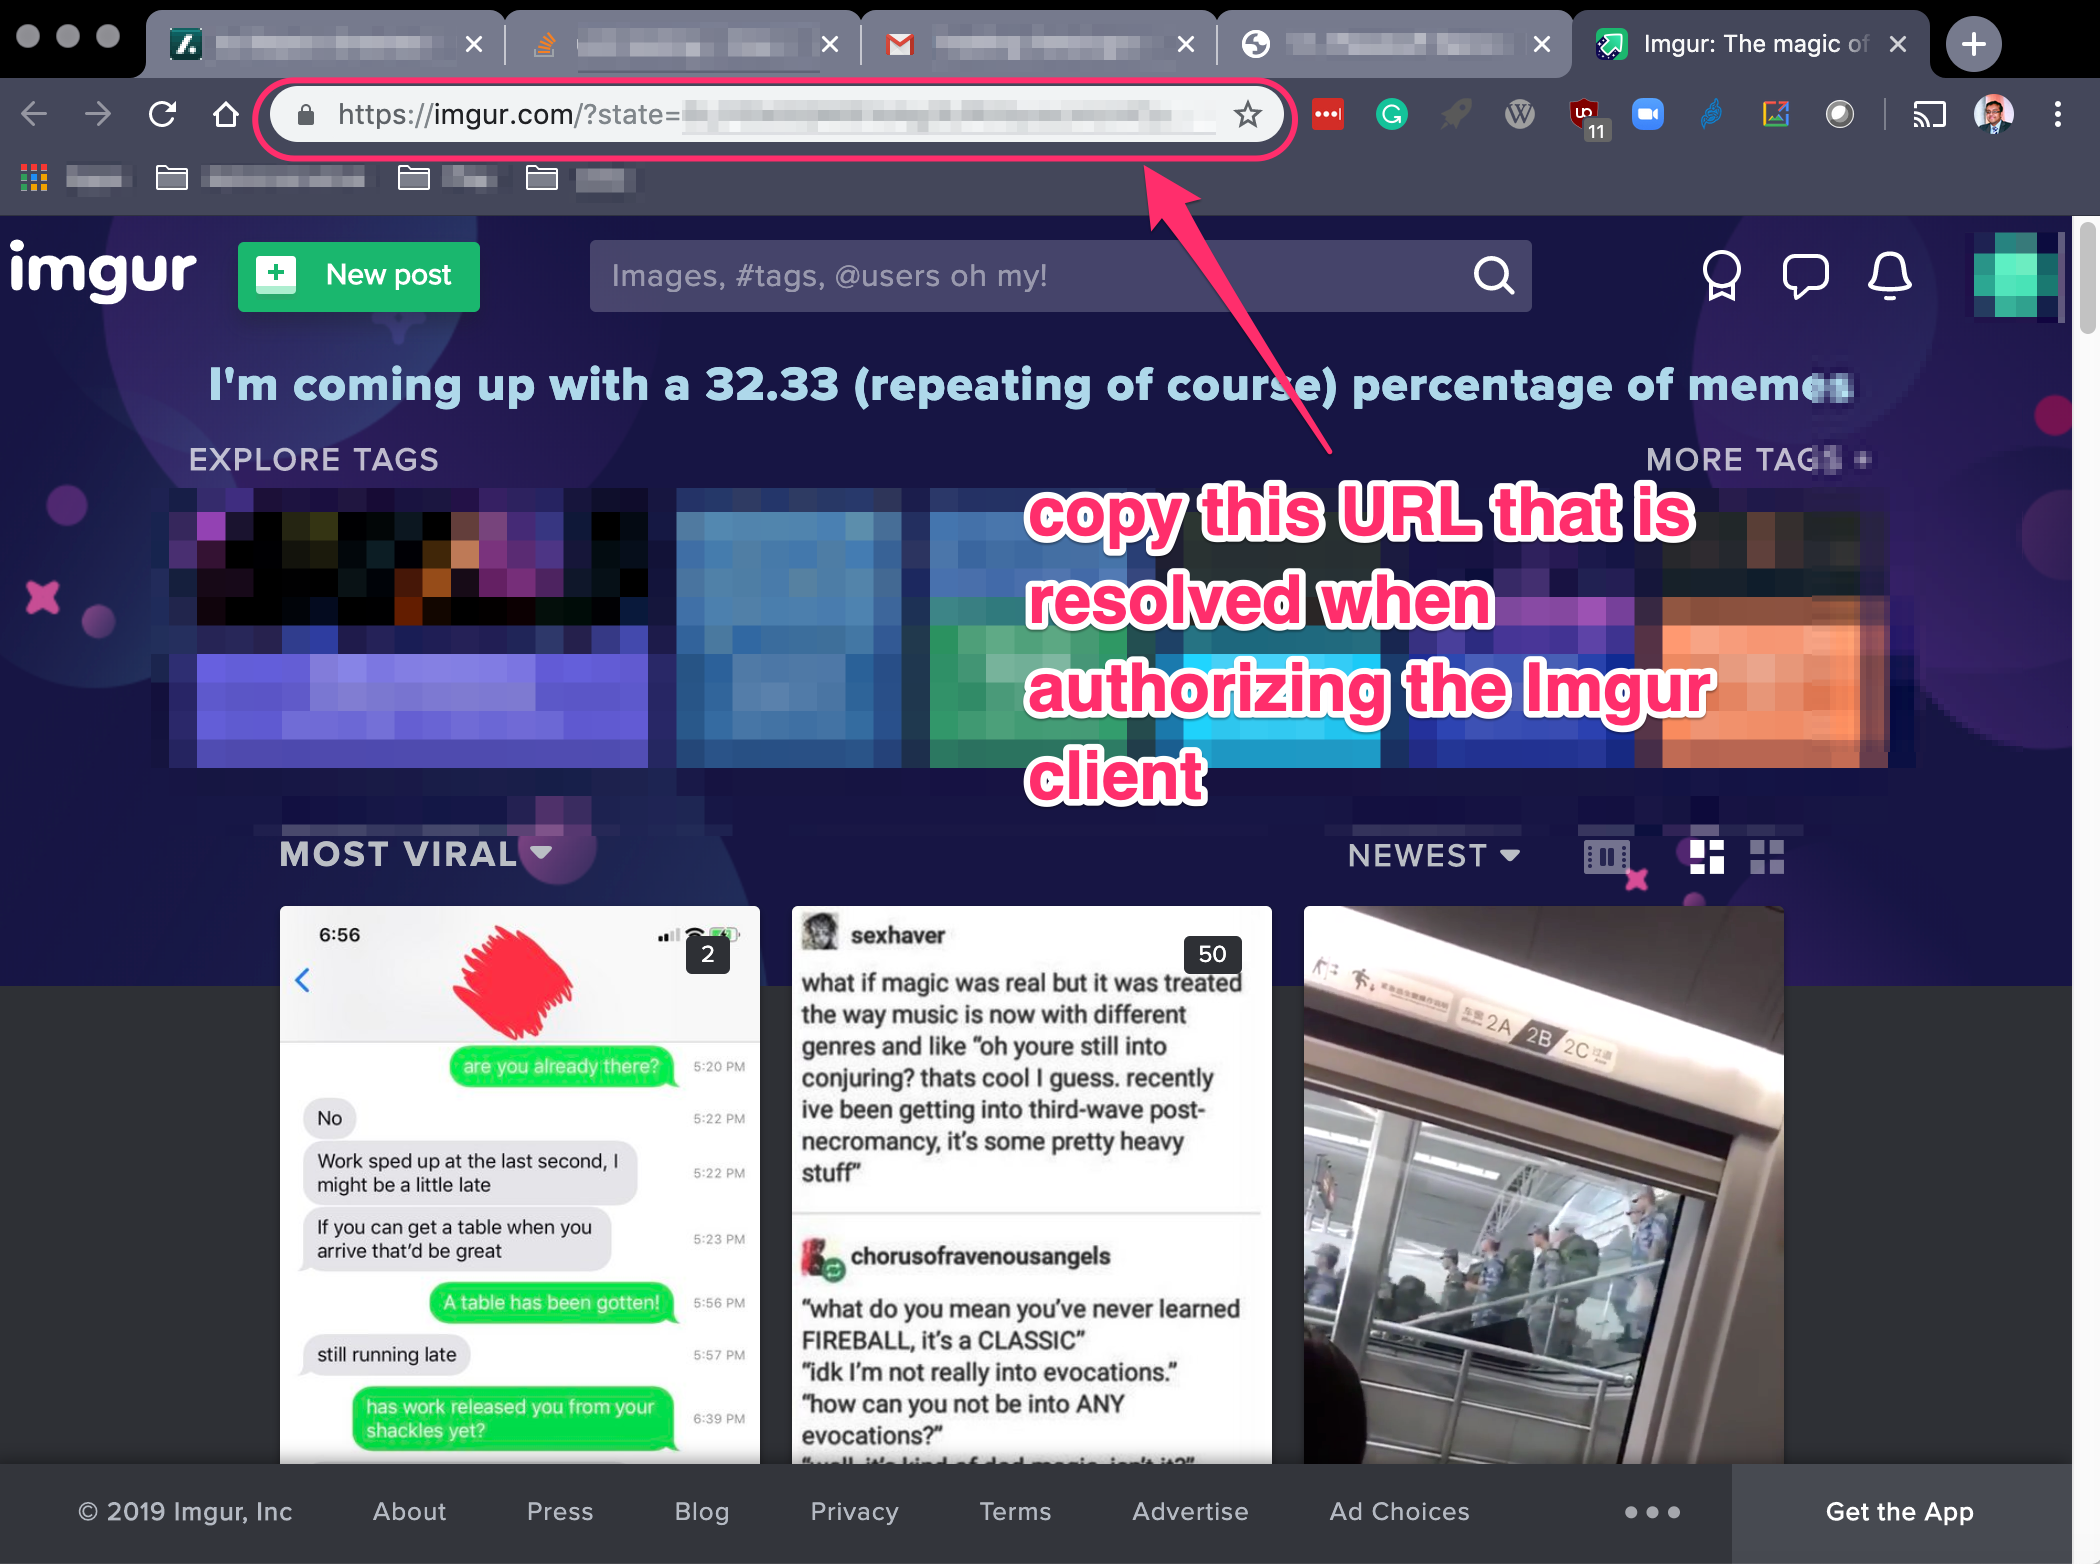 Imgur: The magic of
https://imgur.com/?state=
11
imgur
New post
Images, #tags, @users oh my!
I'm coming up with a 32.33 (repeating of course) percentage of memes
EXPLORE TAGS
MORE TAGS +
copy this URL that is
resolved when
authorizing the Imgur
client
MOST VIRAL
NEWEST
6:56
2
are you already there?
5:20 PM
No
5:22 PM
Work sped up at the last second, I
might be a little late
5:22 PM
If you can get a table when you
arrive that'd be great
5:23 PM
A table has been gotten!
5:56 PM
still running late
5:57 PM
has work released you from your
shackles yet?
6:39 PM
sexhaver
50
what if magic was real but it was treated
the way music is now with different
genres and like “oh youre still into
conjuring? thats cool I guess. recently
ive been getting into third-wave post-
necromancy, it’s some pretty heavy
stuff”
chorusofravenousangels
“what do you mean you’ve never learned
FIREBALL, it’s a CLASSIC”
“idk I’m not really into evocations.”
“how can you not be into ANY
evocations?”
“well, it’s kind of dad magic, isn’t it?”
2A 2B 2C
© 2019 Imgur, Inc
About
Press
Blog
Privacy
Terms
Advertise
Ad Choices
Get the App